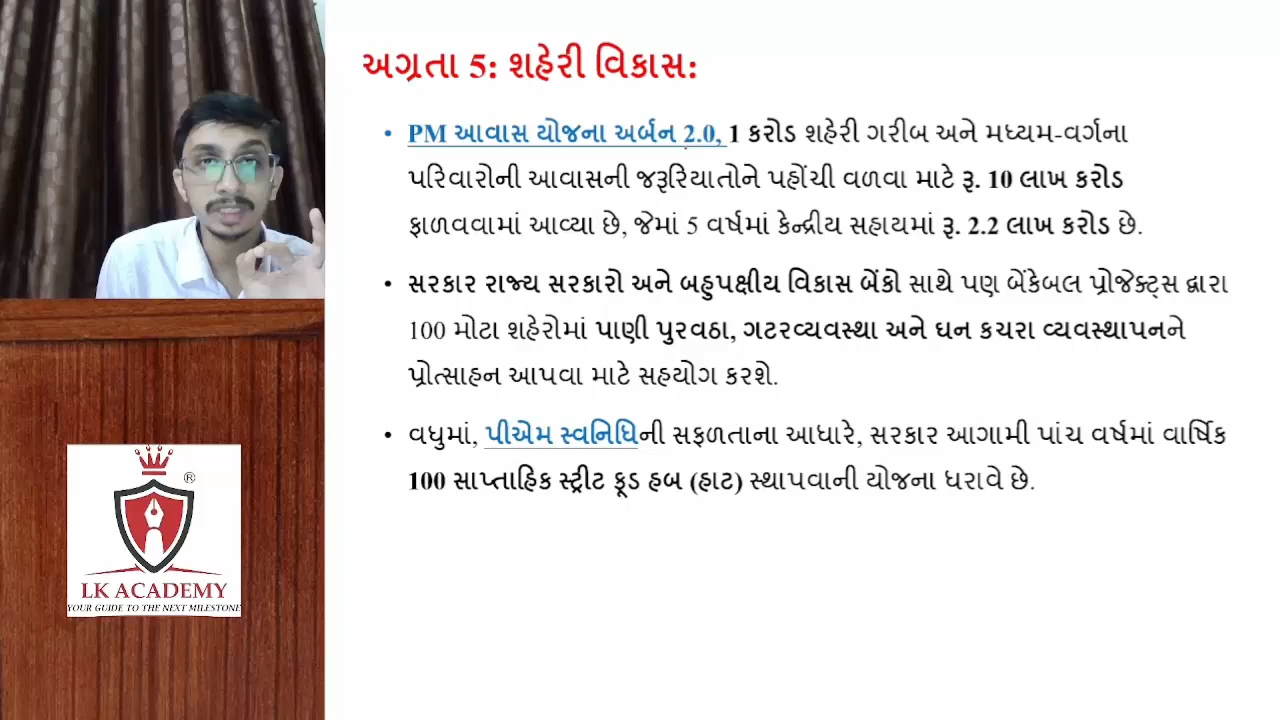 અગ્રતા 5: શહેરી વિકાસ:
• PM આવાસ યોજના અર્બન 2.0, 1 કરોડ શહેરી ગરીબ અને મધ્યમ-વર્ગના
પરિવારોની આવાસની જરૂરિયાતોને પહોંચી વળવા માટે રૂ. 10 લાખ કરોડ
ફાળવવામાં આવ્યા છે, જેમાં 5 વર્ષમાં કેન્દ્રીય સહાયમાં રૂ. 2.2 લાખ કરોડ છે.
• સરકાર રાજ્ય સરકારો અને બહુપક્ષીય વિકાસ બેંકો સાથે પણ બેંકેબલ પ્રોજેક્ટ્સ દ્વારા
100 મોટા શહેરોમાં પાણી પુરવઠા, ગટરવ્યવસ્થા અને ઘન કચરા વ્યવસ્થાપનને
પ્રોત્સાહન આપવા માટે સહયોગ કરશે.
• વધુમાં, પીએમ સ્વનિધિની સફળતાના આધારે, સરકાર આગામી પાંચ વર્ષમાં વાર્ષિક
100 સાપ્તાહિક સ્ટ્રીટ ફૂડ હબ (હાટ) સ્થાપવાની યોજના ધરાવે છે.
®
LK ACADEMY
YOUR GUIDE TO THE NEXT MILESTONE